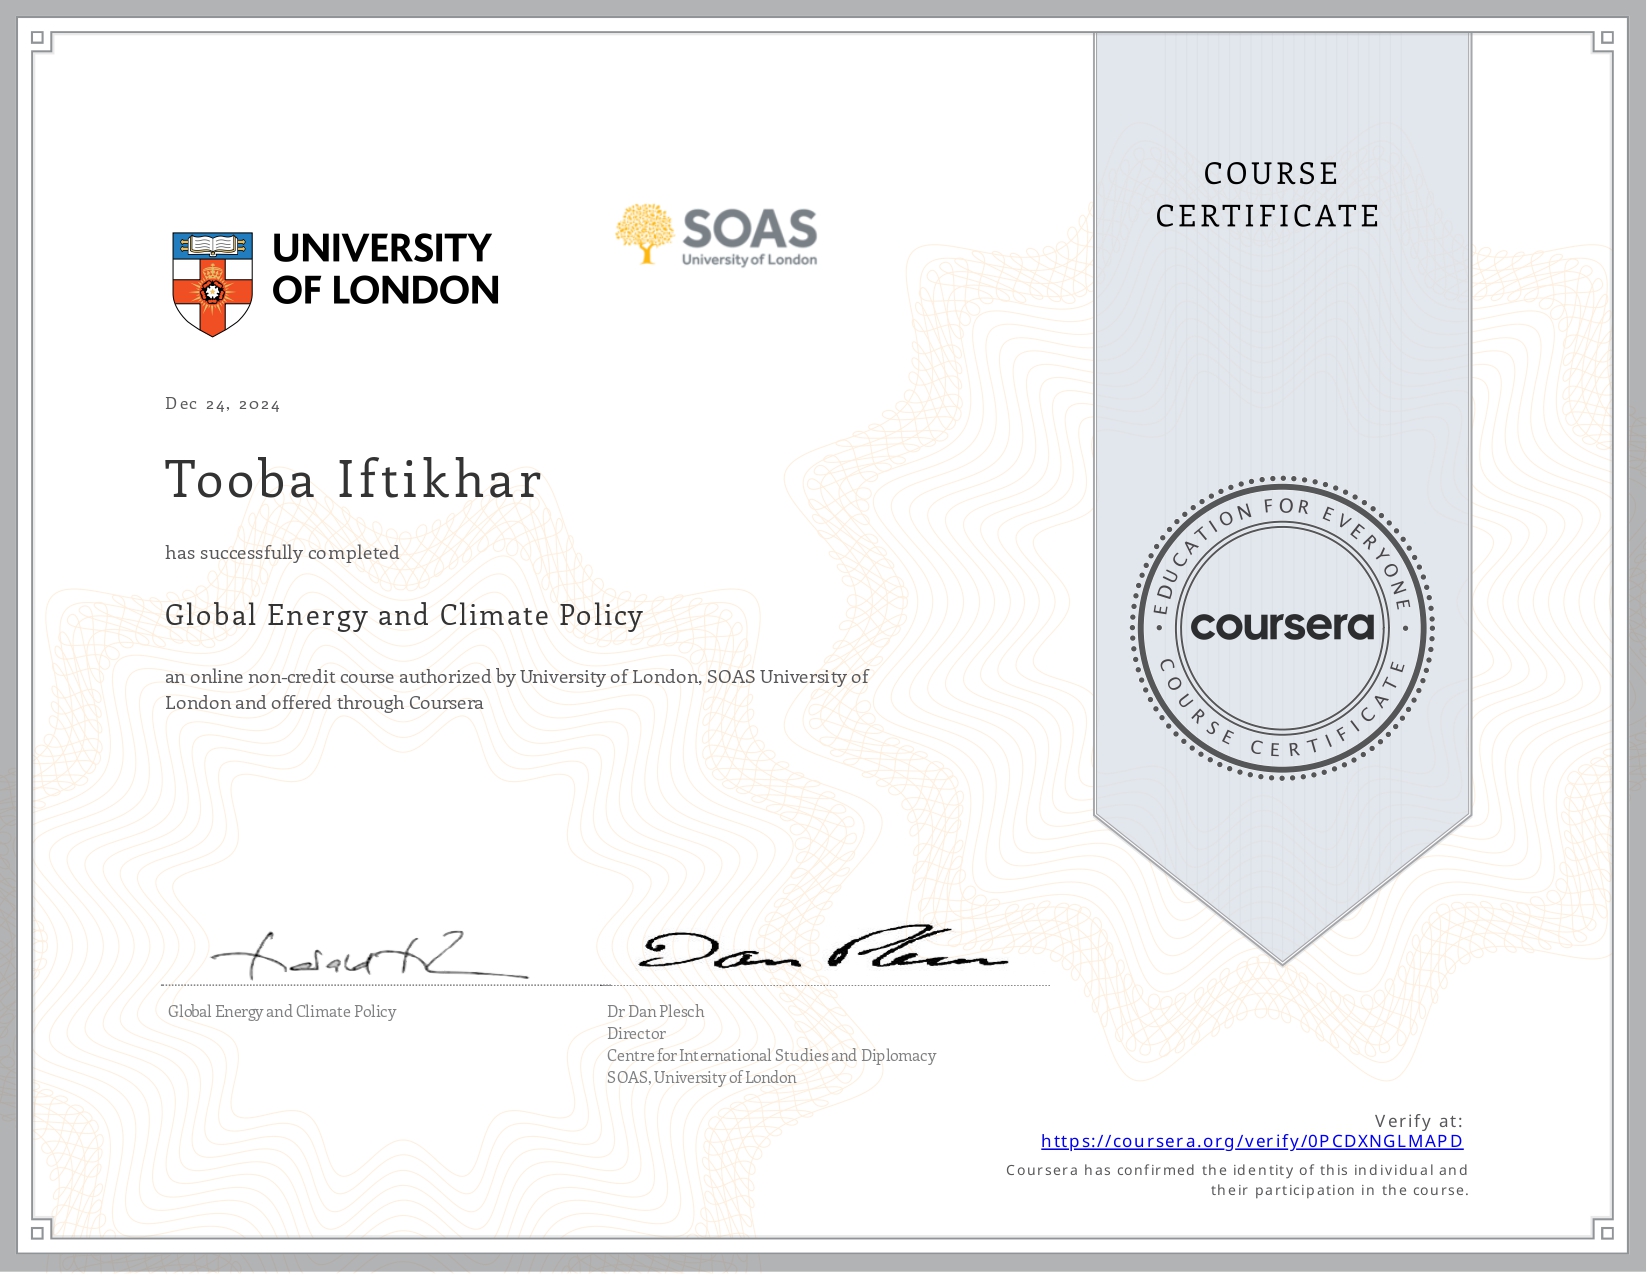 COURSE
CERTIFICATE
UNIVERSITY
OF LONDON
SOAS
University of London
Dec 24, 2024
Tooba Iftikhar
has successfully completed
Global Energy and Climate Policy
an online non-credit course authorized by University of London, SOAS University of
London and offered through Coursera
EDUCATION FOR EVERYONE
coursera
COURSE CERTIFICATE
Dan Plesch
Global Energy and Climate Policy
Dr Dan Plesch
Director
Centre for International Studies and Diplomacy
SOAS, University of London
Verify at:
https://coursera.org/verify/0PCDXNGLMAPD
Coursera has confirmed the identity of this individual and
their participation in the course.